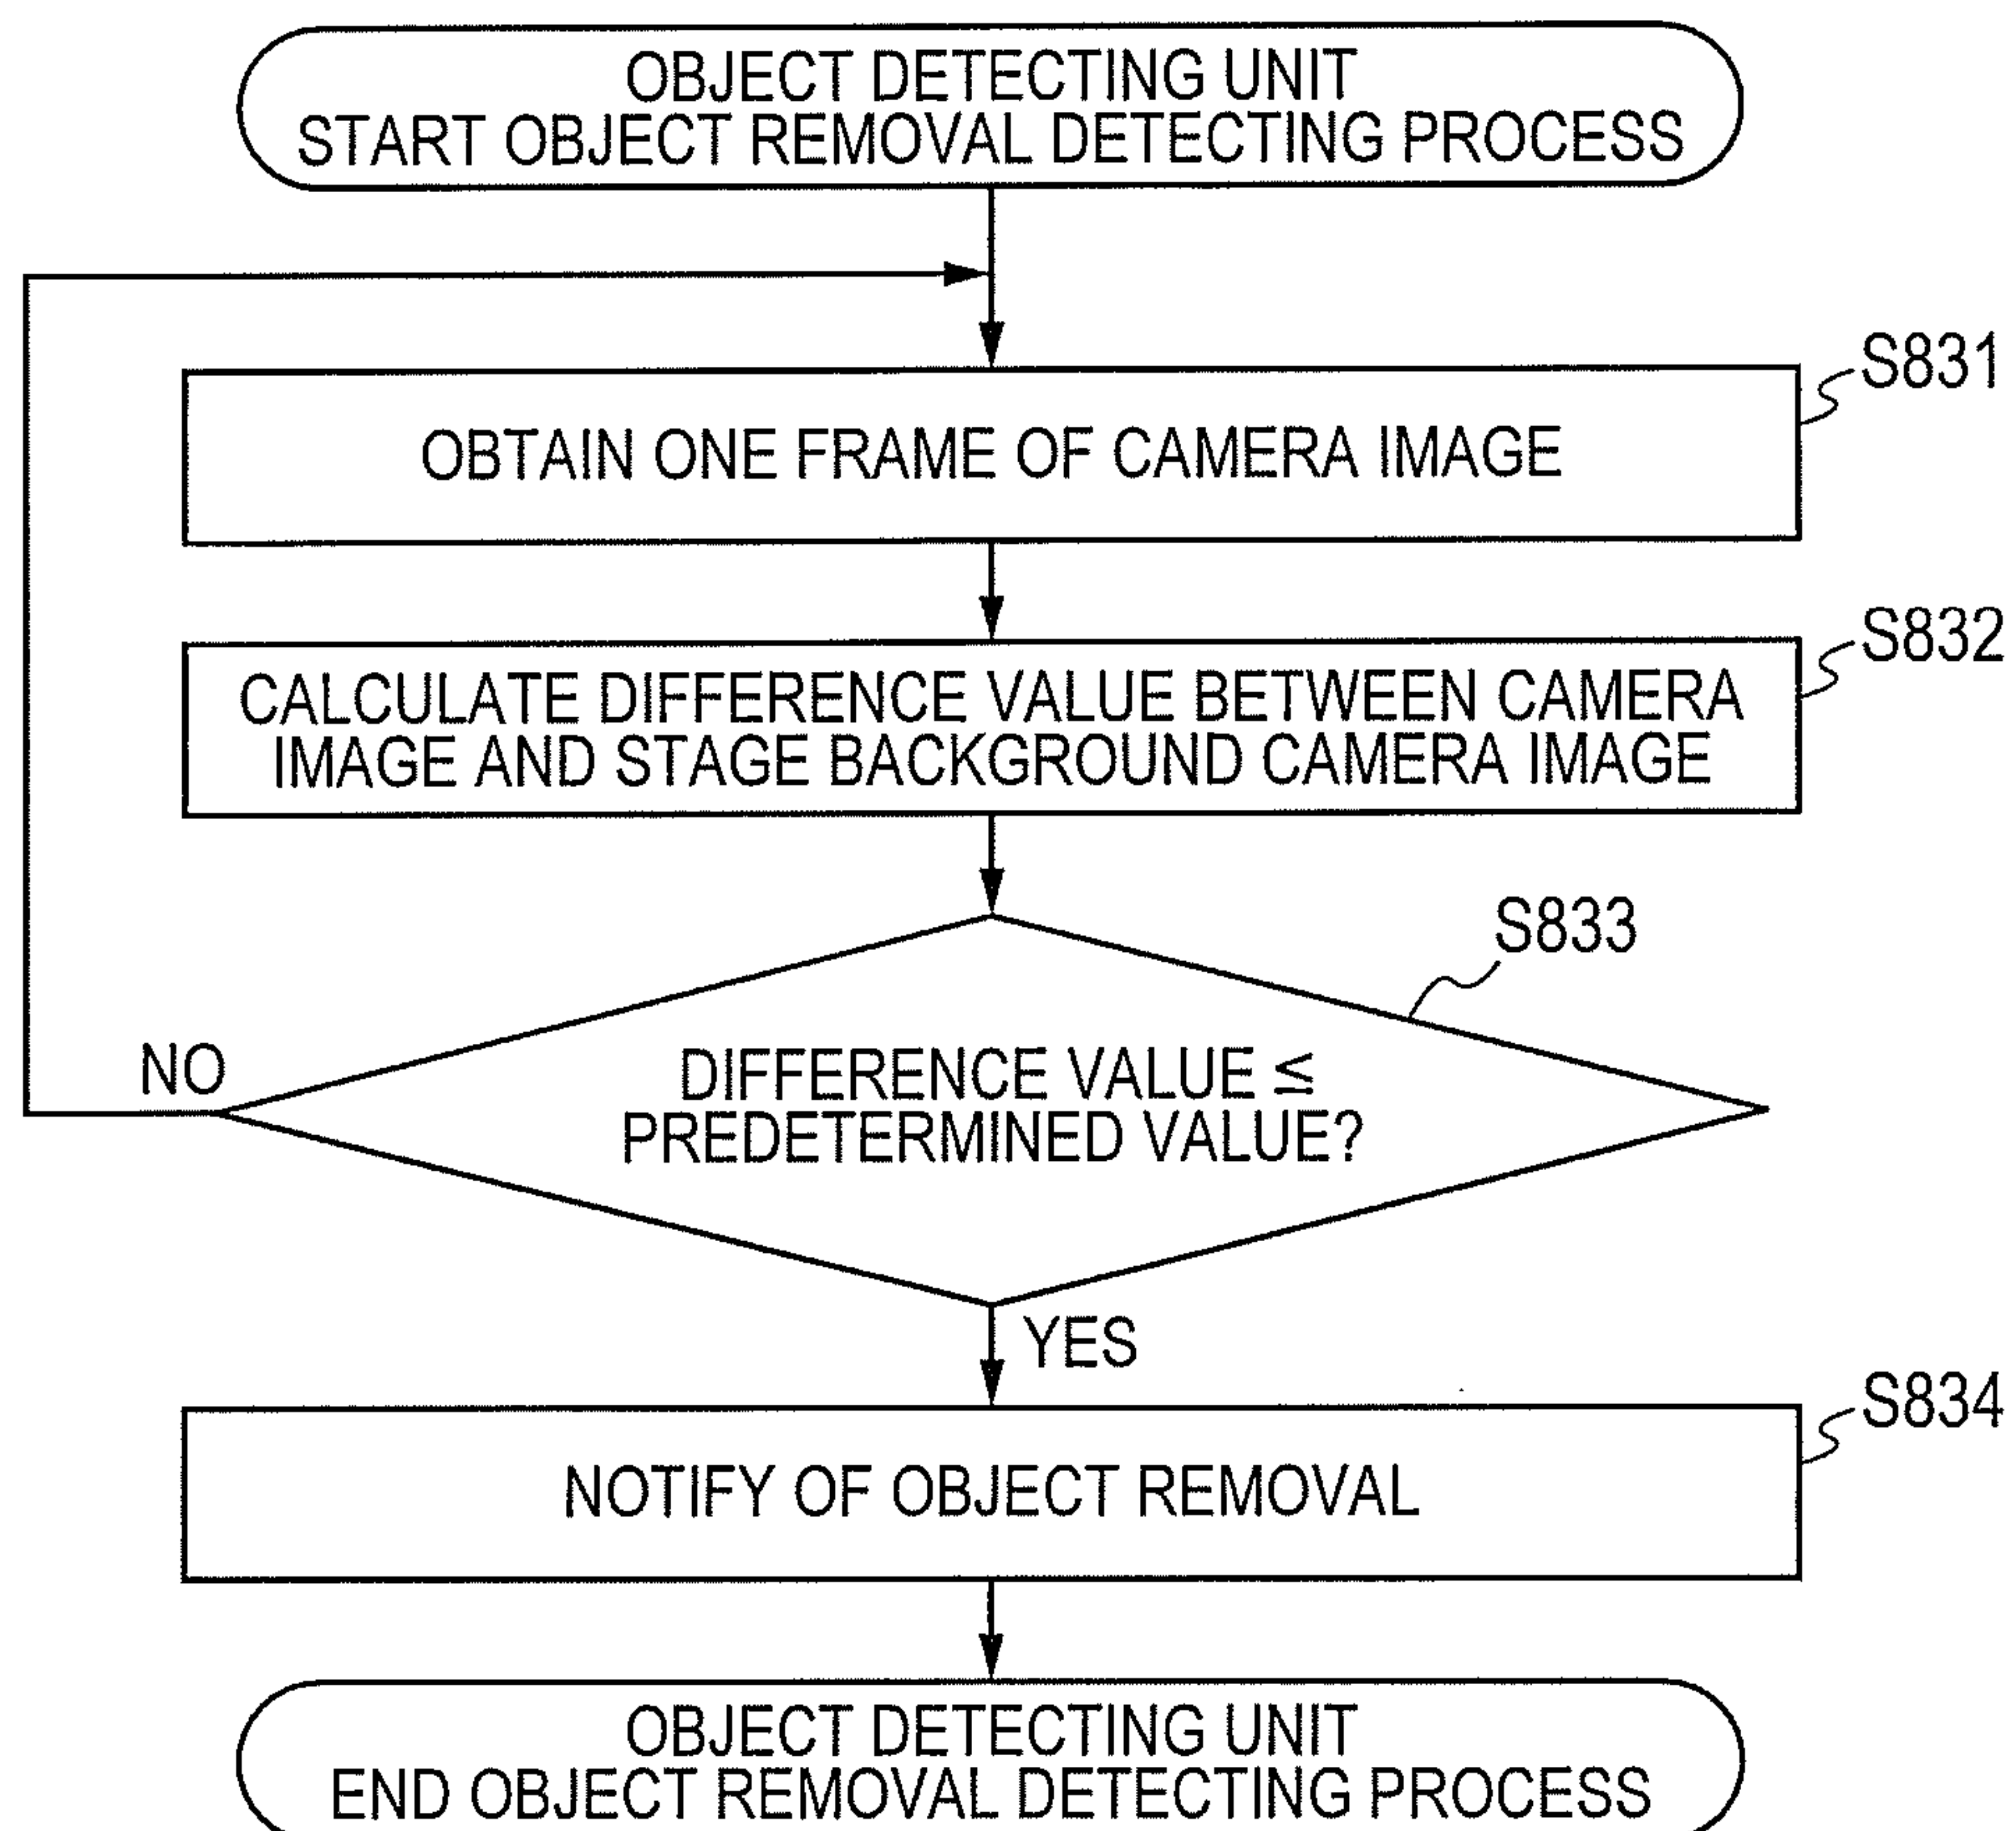 OBJECT DETECTING UNIT
START OBJECT REMOVAL DETECTING PROCESS
S831
OBTAIN ONE FRAME OF CAMERA IMAGE
S832
CALCULATE DIFFERENCE VALUE BETWEEN CAMERA
IMAGE AND STAGE BACKGROUND CAMERA IMAGE
S833
NO
DIFFERENCE VALUE ≤
PREDETERMINED VALUE?
YES
S834
NOTIFY OF OBJECT REMOVAL
OBJECT DETECTING UNIT
END OBJECT REMOVAL DETECTING PROCESS